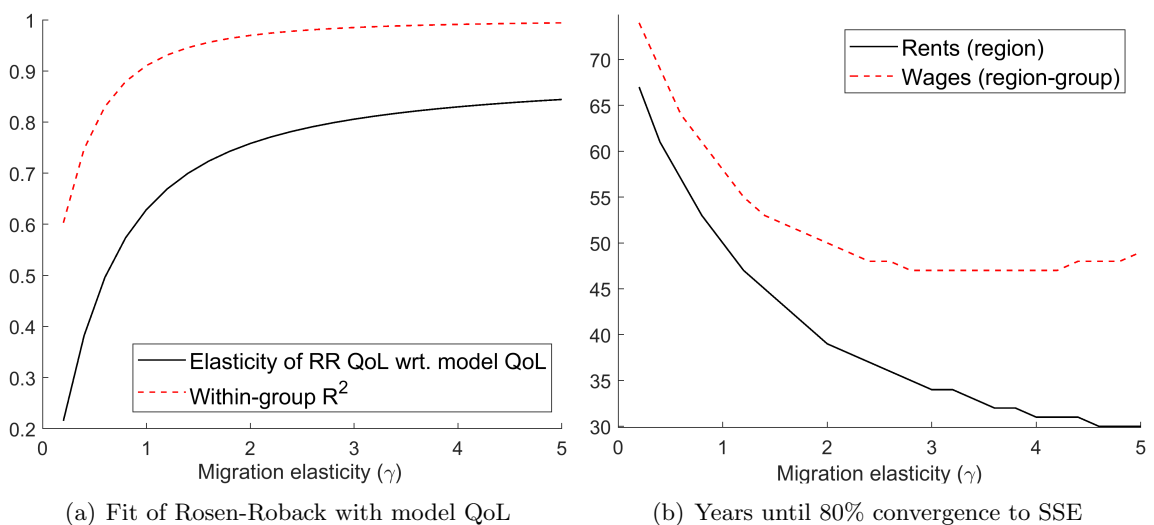 1
0.9
0.8
0.7
0.6
0.5
0.4
0.3
0.2
0 1 2 3 4 5
Elasticity of RR QoL wrt. model QoL
Within-group R²
Migration elasticity (γ)
(a) Fit of Rosen-Roback with model QoL
70
65
60
55
50
45
40
35
30
0 1 2 3 4 5
Rents (region)
Wages (region-group)
Migration elasticity (γ)
(b) Years until 80% convergence to SSE